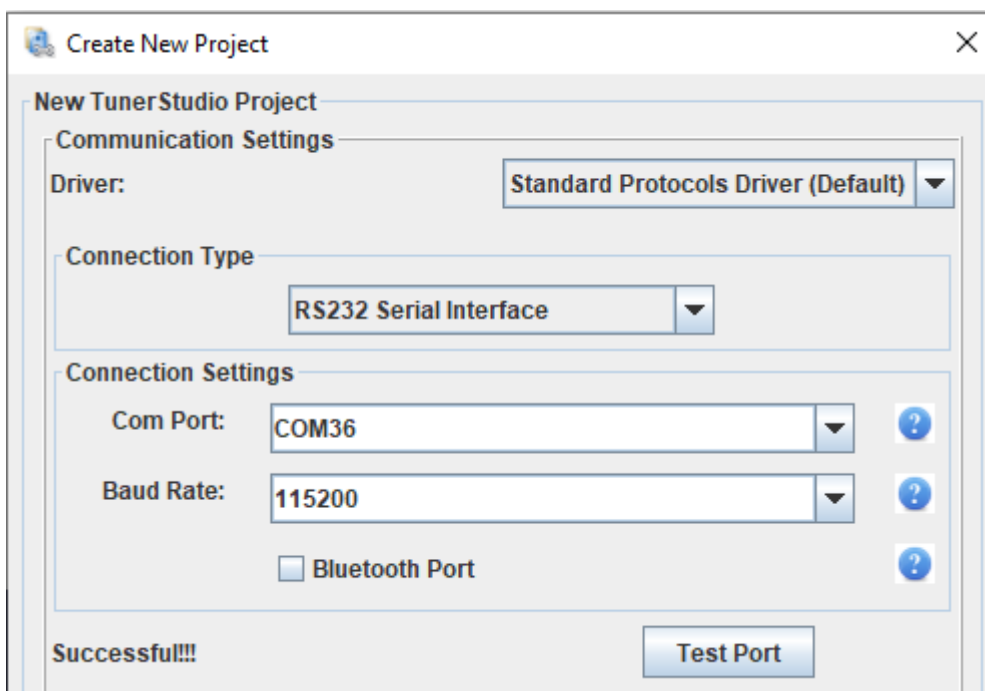 Create New Project
New TunerStudio Project
Communication Settings
Driver: Standard Protocols Driver (Default)
Connection Type
RS232 Serial Interface
Connection Settings
Com Port: COM36
Baud Rate: 115200
Bluetooth Port
Successful!!! Test Port